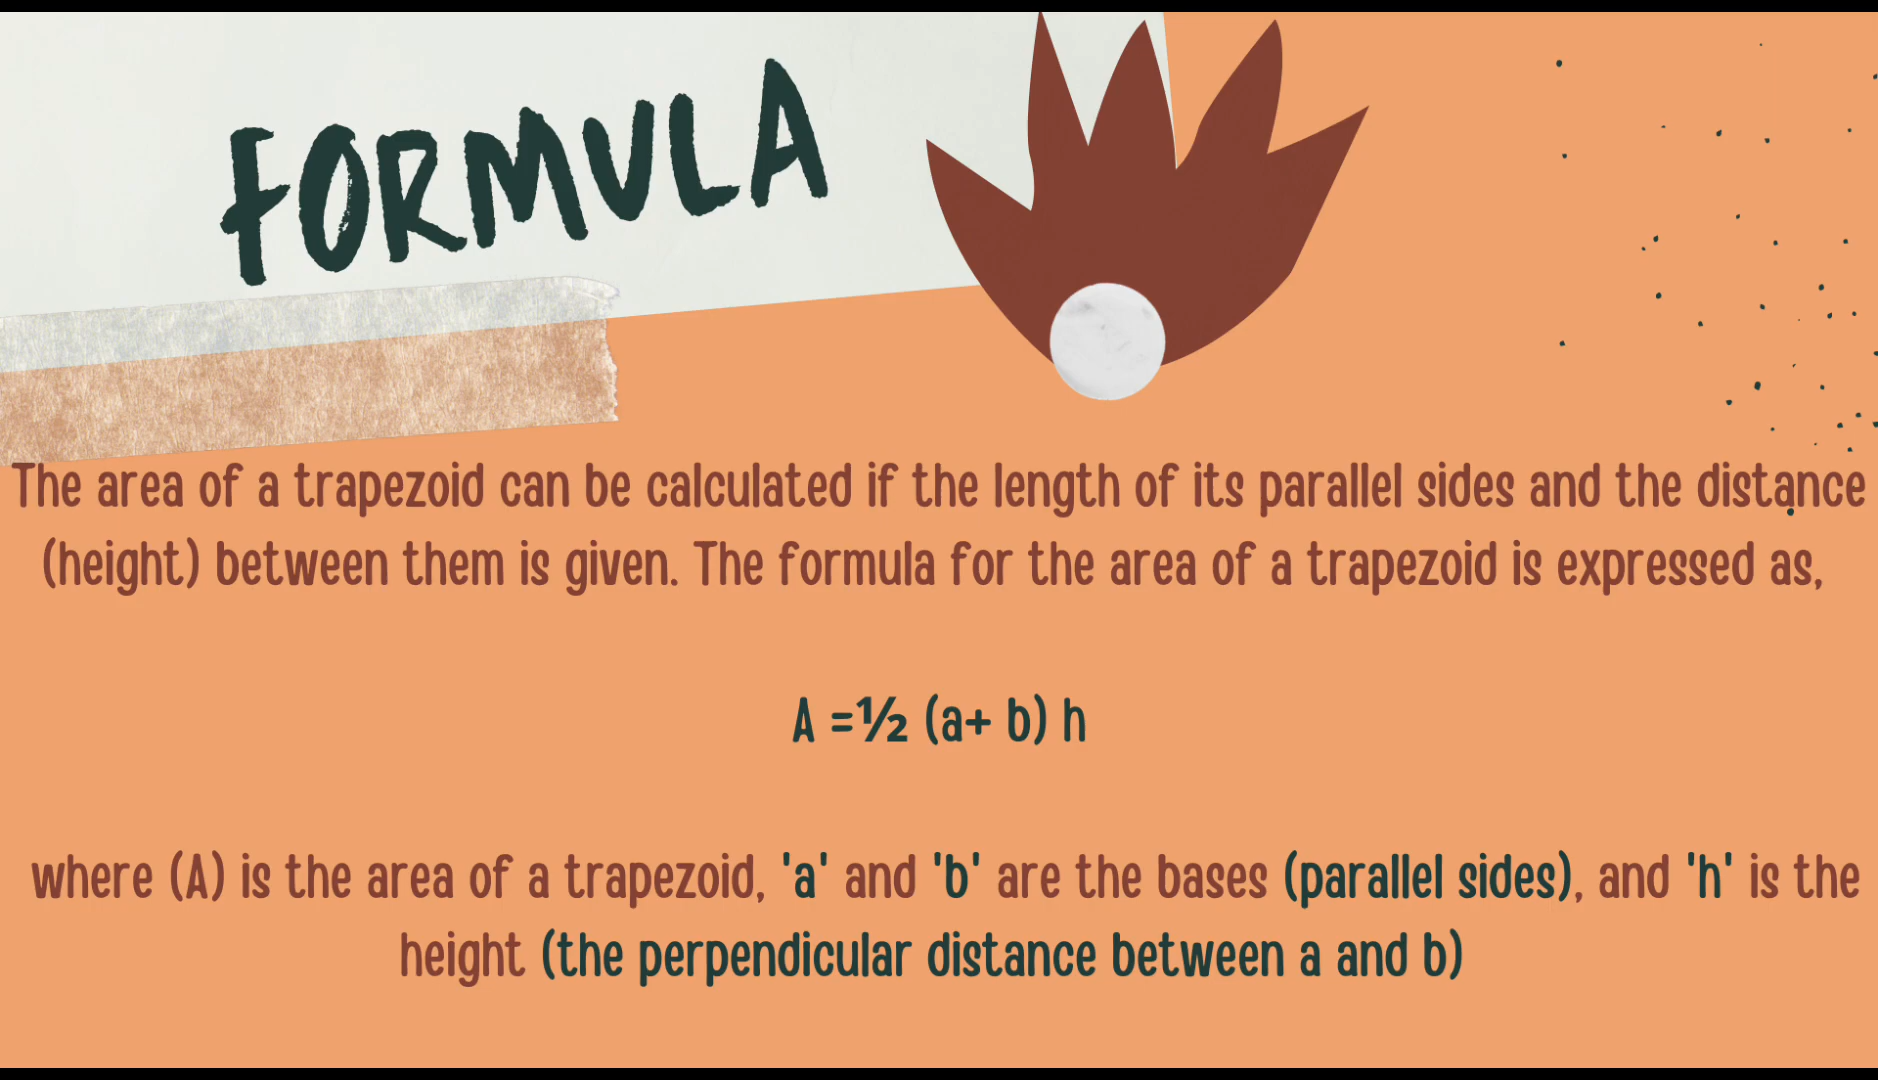 FORMULA
The area of a trapezoid can be calculated if the length of its parallel sides and the distance
(height) between them is given. The formula for the area of a trapezoid is expressed as,
A =½ (a+ b) h
where (A) is the area of a trapezoid, 'a' and 'b' are the bases (parallel sides), and 'h' is the
height (the perpendicular distance between a and b)